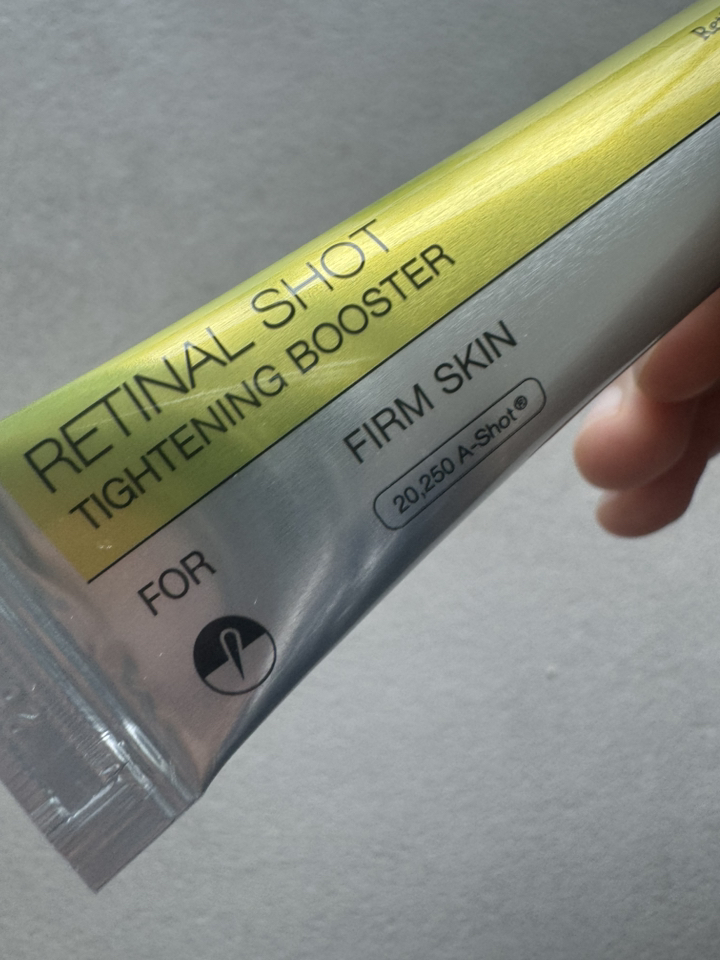 RETINAL SHOT
TIGHTENING BOOSTER
FOR FIRM SKIN
20,250 A-Shot®